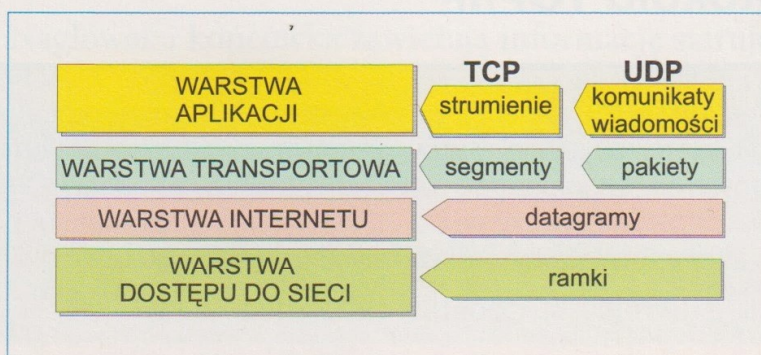 TCP UDP
WARSTWA
APLIKACJI
strumienie
komunikaty
wiadomości
WARSTWA TRANSPORTOWA
segmenty
pakiety
WARSTWA INTERNETU
datagramy
WARSTWA
DOSTĘPU DO SIECI
ramki